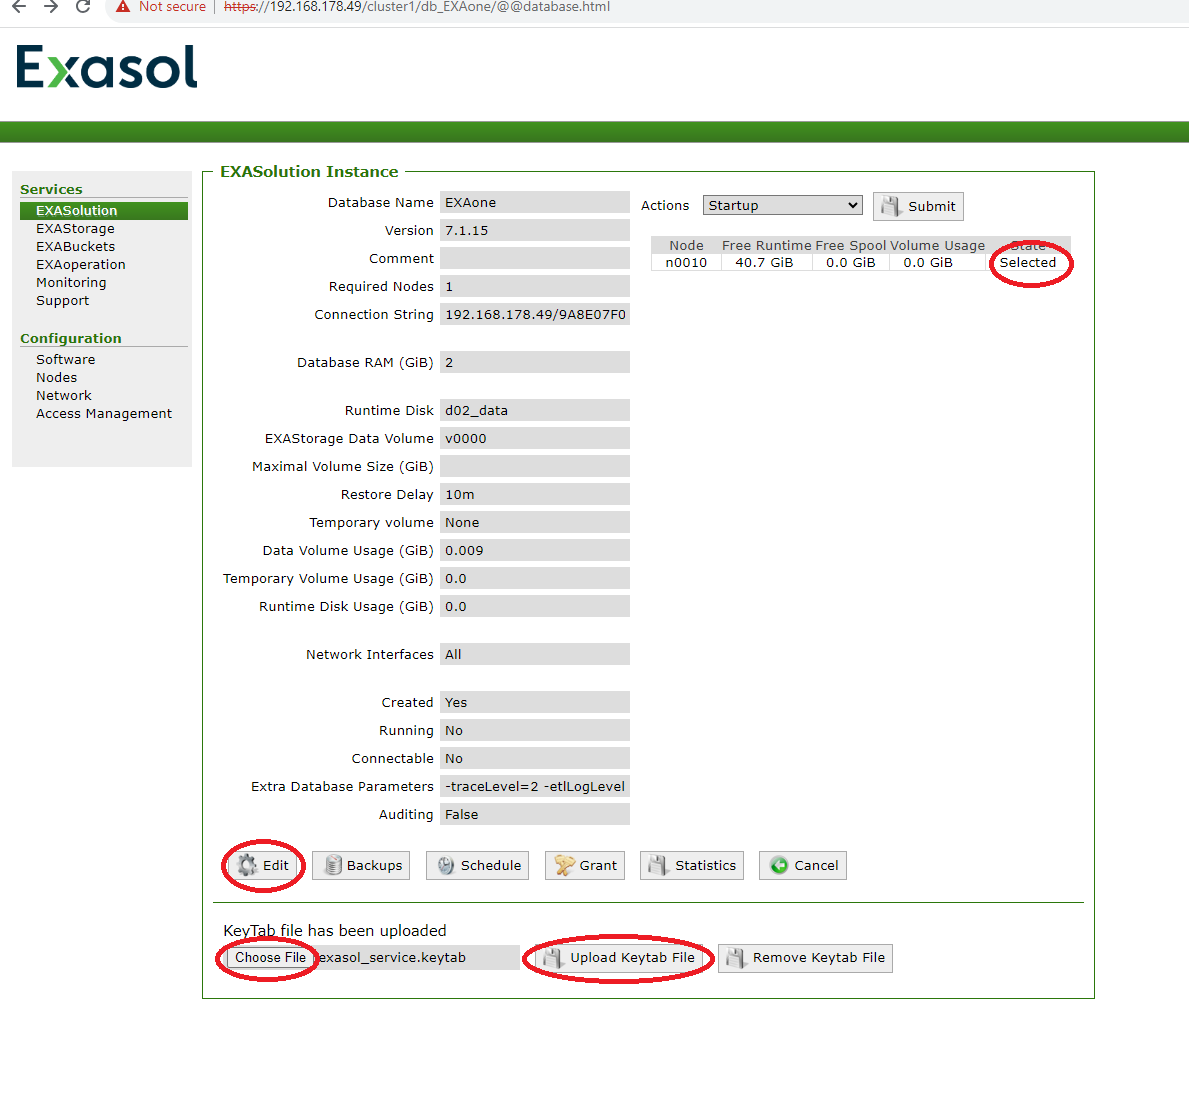 Not secure | https://192.168.178.49/cluster1/db_EXAone/@@database.html
Exasol
Services
EXASolution
EXAStorage
EXABuckets
EXAoperation
Monitoring
Support
Configuration
Software
Nodes
Network
Access Management
EXASolution Instance
Database Name EXAone
Version 7.1.15
Comment
Required Nodes 1
Connection String 192.168.178.49/9A8E07F0
Database RAM (GiB) 2
Runtime Disk d02_data
EXAStorage Data Volume v0000
Maximal Volume Size (GiB)
Restore Delay 10m
Temporary volume None
Data Volume Usage (GiB) 0.009
Temporary Volume Usage (GiB) 0.0
Runtime Disk Usage (GiB) 0.0
Network Interfaces All
Created Yes
Running No
Connectable No
Extra Database Parameters -traceLevel=2 -etlLogLevel
Auditing False
Actions Startup Submit
Node Free Runtime Free Spool Volume Usage State
n0010 40.7 GiB 0.0 GiB 0.0 GiB Selected
Edit Backups Schedule Grant Statistics Cancel
KeyTab file has been uploaded
Choose File exasol_service.keytab Upload Keytab File Remove Keytab File